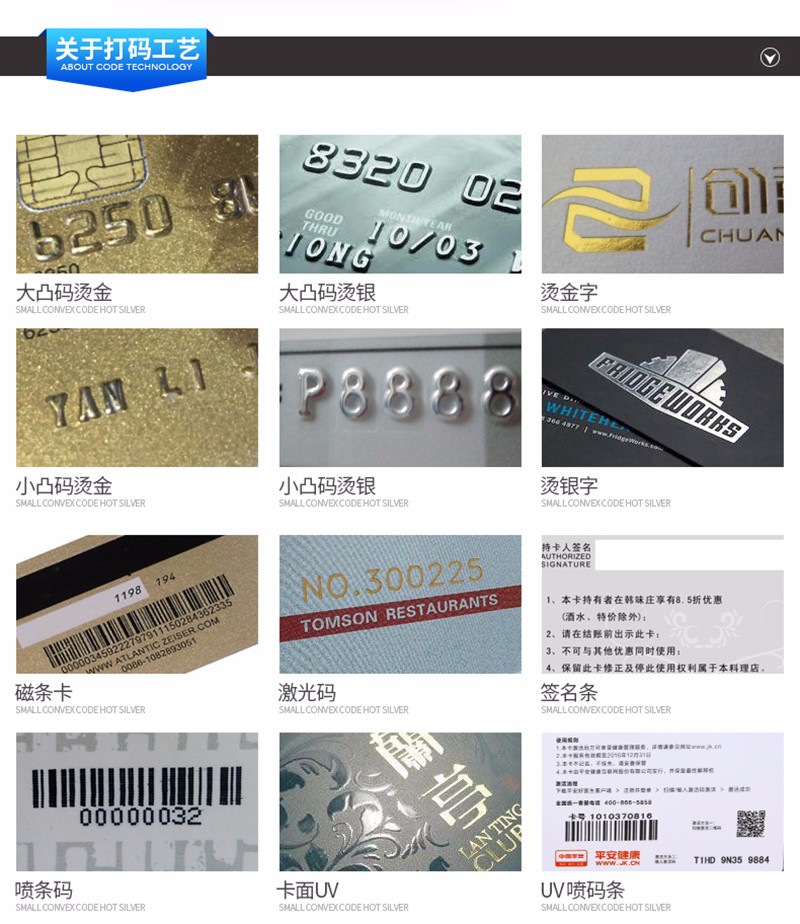 关于打码工艺
ABOUT CODE TECHNOLOGY
6250
6250
8320 02
GOOD
THRU
MONTH/YEAR
10/03
IONG
CHUAN
大凸码烫金
SMALL CONVEX CODE HOT SILVER
大凸码烫银
SMALL CONVEX CODE HOT SILVER
烫金字
SMALL CONVEX CODE HOT SILVER
YAN LI
P8888
FRIDGEWORKS
WHITEHE
366 4977 | www.FridgeWorks.co
小凸码烫金
SMALL CONVEX CODE HOT SILVER
小凸码烫银
SMALL CONVEX CODE HOT SILVER
烫银字
SMALL CONVEX CODE HOT SILVER
1198 194
WWW.ATLANTIC ZEISER.COM
0086-1082893051
NO.300225
TOMSON RESTAURANTS
持卡人签名
AUTHORIZED
SIGNATURE
1、本卡持有者在韩味庄享有8.5折优惠
(酒水、特价除外);
2、请在结账前出示此卡;
3、不可与其他优惠同时使用;
4、保留此卡修正及停此使用权利属于本料理店。
磁条卡
SMALL CONVEX CODE HOT SILVER
激光码
SMALL CONVEX CODE HOT SILVER
签名条
SMALL CONVEX CODE HOT SILVER
00000032
蘭亭
LAN TING
CLUB
使用规则
激活流程
全国统一客服电话 400-866-5858
卡号 1010370816
平安健康
WWW.JK.CN
T1HD 9N35 9884
喷条码
SMALL CONVEX CODE HOT SILVER
卡面UV
SMALL CONVEX CODE HOT SILVER
UV喷码条
SMALL CONVEX CODE HOT SILVER